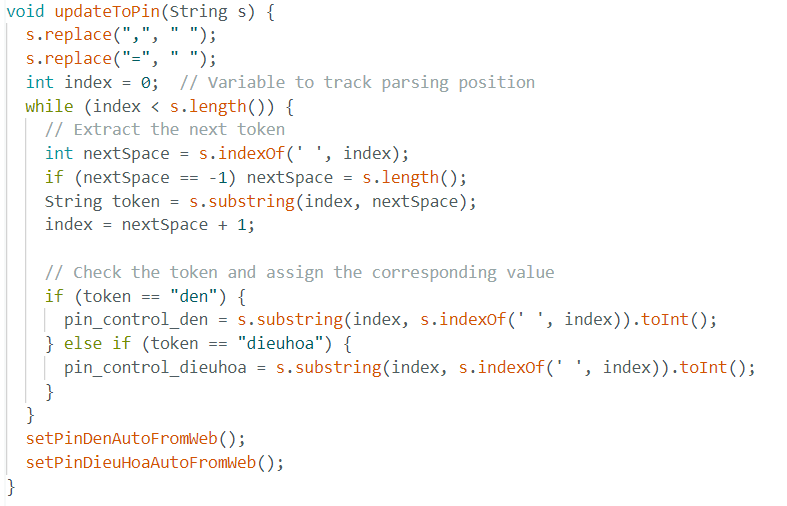 void updateToPin(String s) {
  s.replace(",", " ");
  s.replace("=", " ");
  int index = 0;  // Variable to track parsing position
  while (index < s.length()) {
    // Extract the next token
    int nextSpace = s.indexOf(' ', index);
    if (nextSpace == -1) nextSpace = s.length();
    String token = s.substring(index, nextSpace);
    index = nextSpace + 1;

    // Check the token and assign the corresponding value
    if (token == "den") {
      pin_control_den = s.substring(index, s.indexOf(' ', index)).toInt();
    } else if (token == "dieuhoa") {
      pin_control_dieuhoa = s.substring(index, s.indexOf(' ', index)).toInt();
    }
  }
  setPinDenAutoFromWeb();
  setPinDieuHoaAutoFromWeb();
}